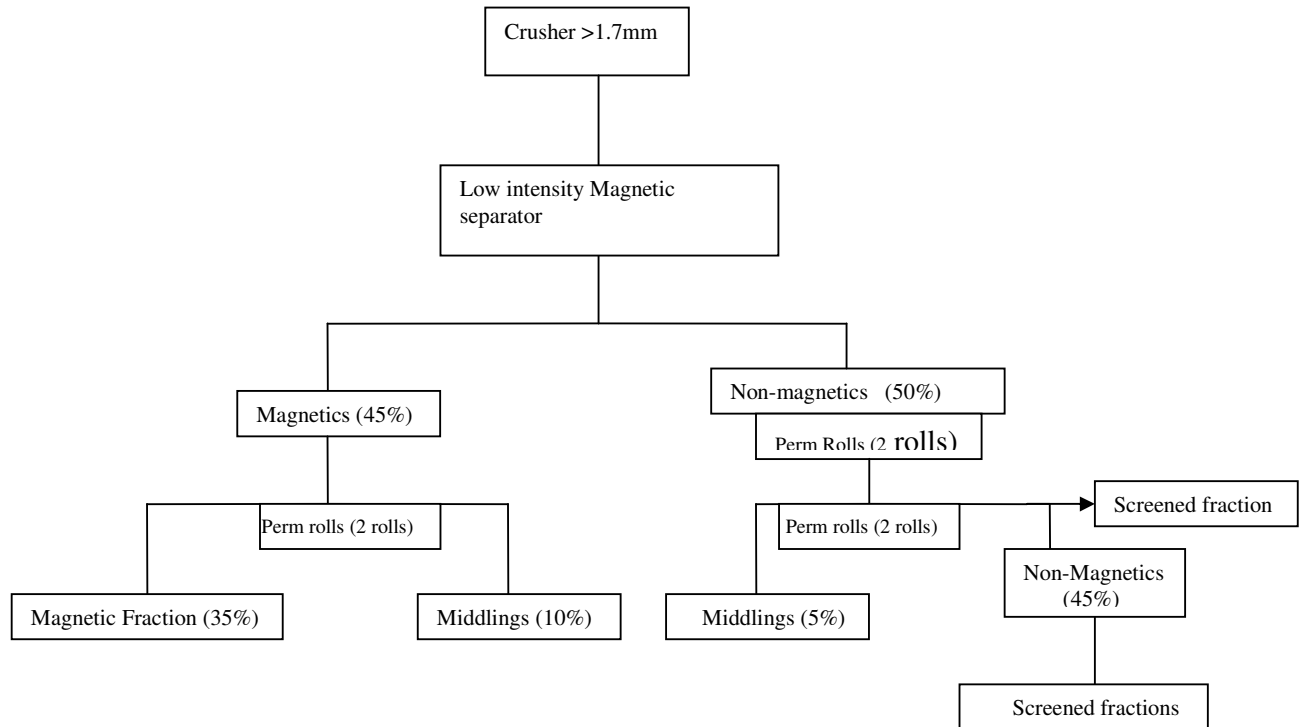 Crusher >1.7mm
Low intensity Magnetic
separator
Magnetics (45%)
Non-magnetics (50%)
Perm Rolls (2 rolls)
Perm rolls (2 rolls)
Perm rolls (2 rolls)
Screened fraction
Non-Magnetics
(45%)
Magnetic Fraction (35%)
Middlings (10%)
Middlings (5%)
Screened fractions